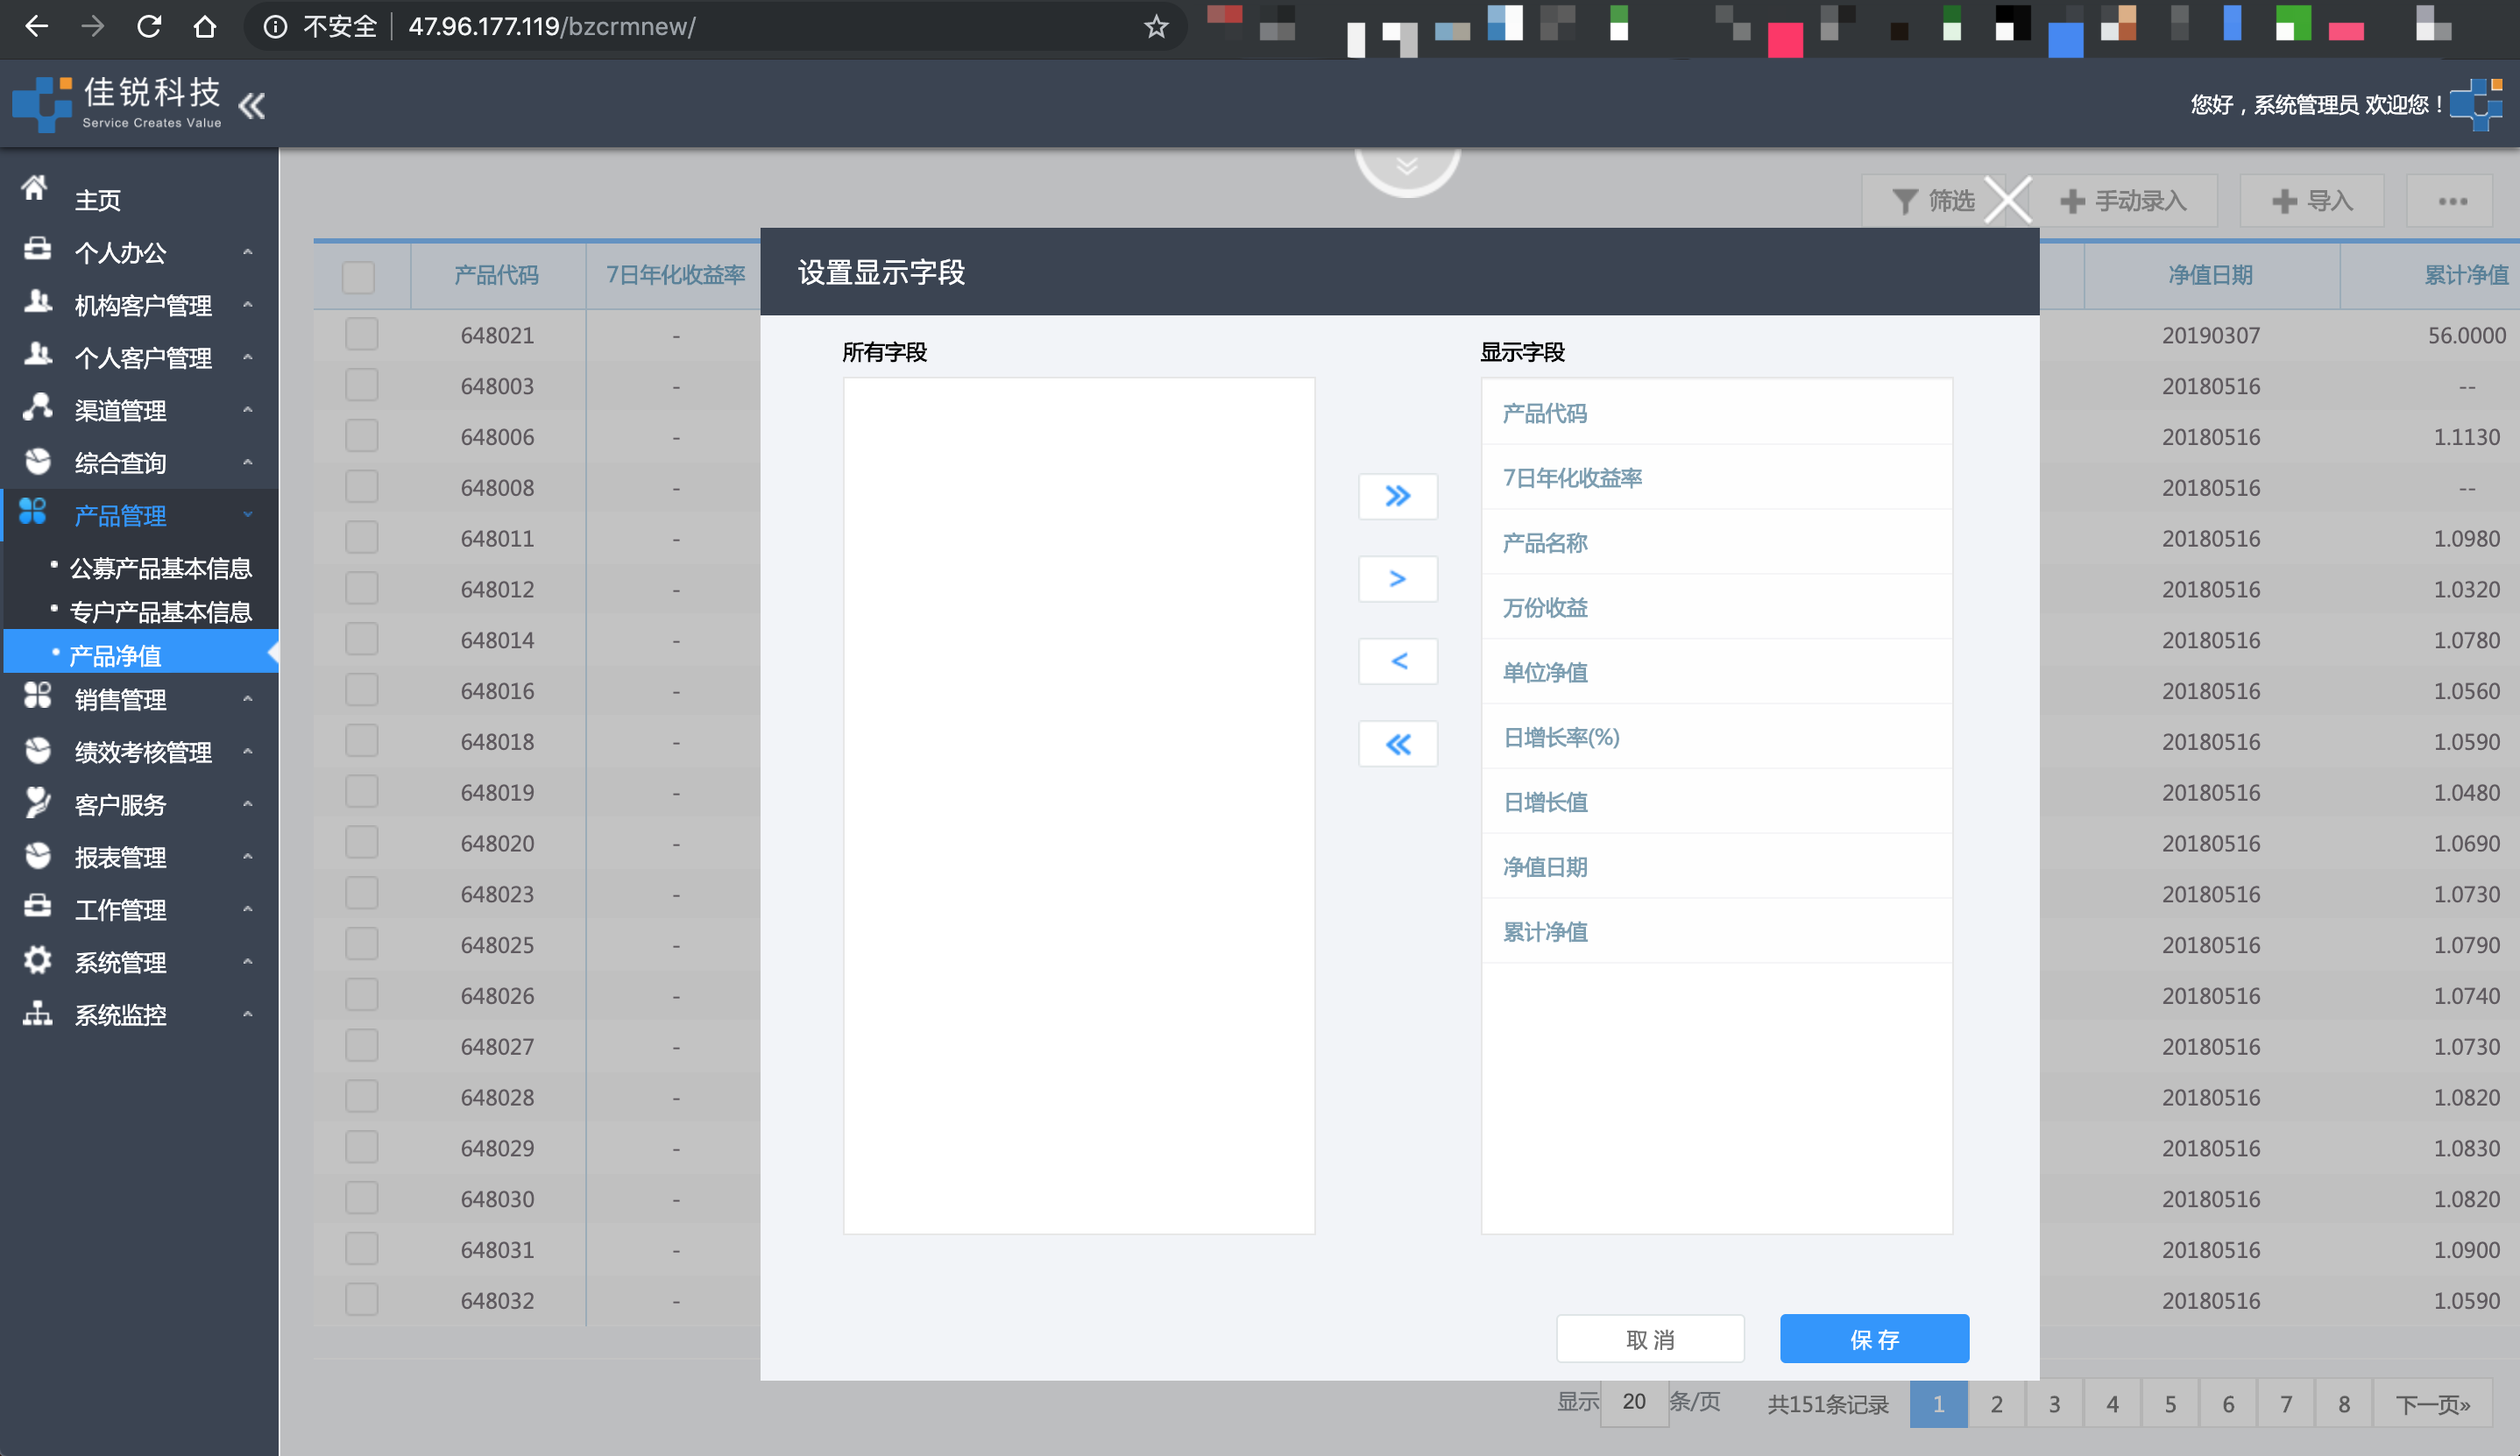 不安全 47.96.177.119/bzcrmnew/
佳锐科技
Service Creates Value
您好，系统管理员 欢迎您！
主页
个人办公
机构客户管理
个人客户管理
渠道管理
综合查询
产品管理
公募产品基本信息
专户产品基本信息
产品净值
销售管理
绩效考核管理
客户服务
报表管理
工作管理
系统管理
系统监控
筛选 手动录入 导入
产品代码 7日年化收益率 净值日期 累计净值
648021 - 20190307 56.0000
648003 - 20180516 --
648006 - 20180516 1.1130
648008 - 20180516 --
648011 - 20180516 1.0980
648012 - 20180516 1.0320
648014 - 20180516 1.0780
648016 - 20180516 1.0560
648018 - 20180516 1.0590
648019 - 20180516 1.0480
648020 - 20180516 1.0690
648023 - 20180516 1.0730
648025 - 20180516 1.0790
648026 - 20180516 1.0740
648027 - 20180516 1.0730
648028 - 20180516 1.0820
648029 - 20180516 1.0830
648030 - 20180516 1.0820
648031 - 20180516 1.0900
648032 - 20180516 1.0590
设置显示字段
所有字段
显示字段
产品代码
7日年化收益率
产品名称
万份收益
单位净值
日增长率(%)
日增长值
净值日期
累计净值
取消 保存
显示 20 条/页 共151条记录 1 2 3 4 5 6 7 8 下一页»